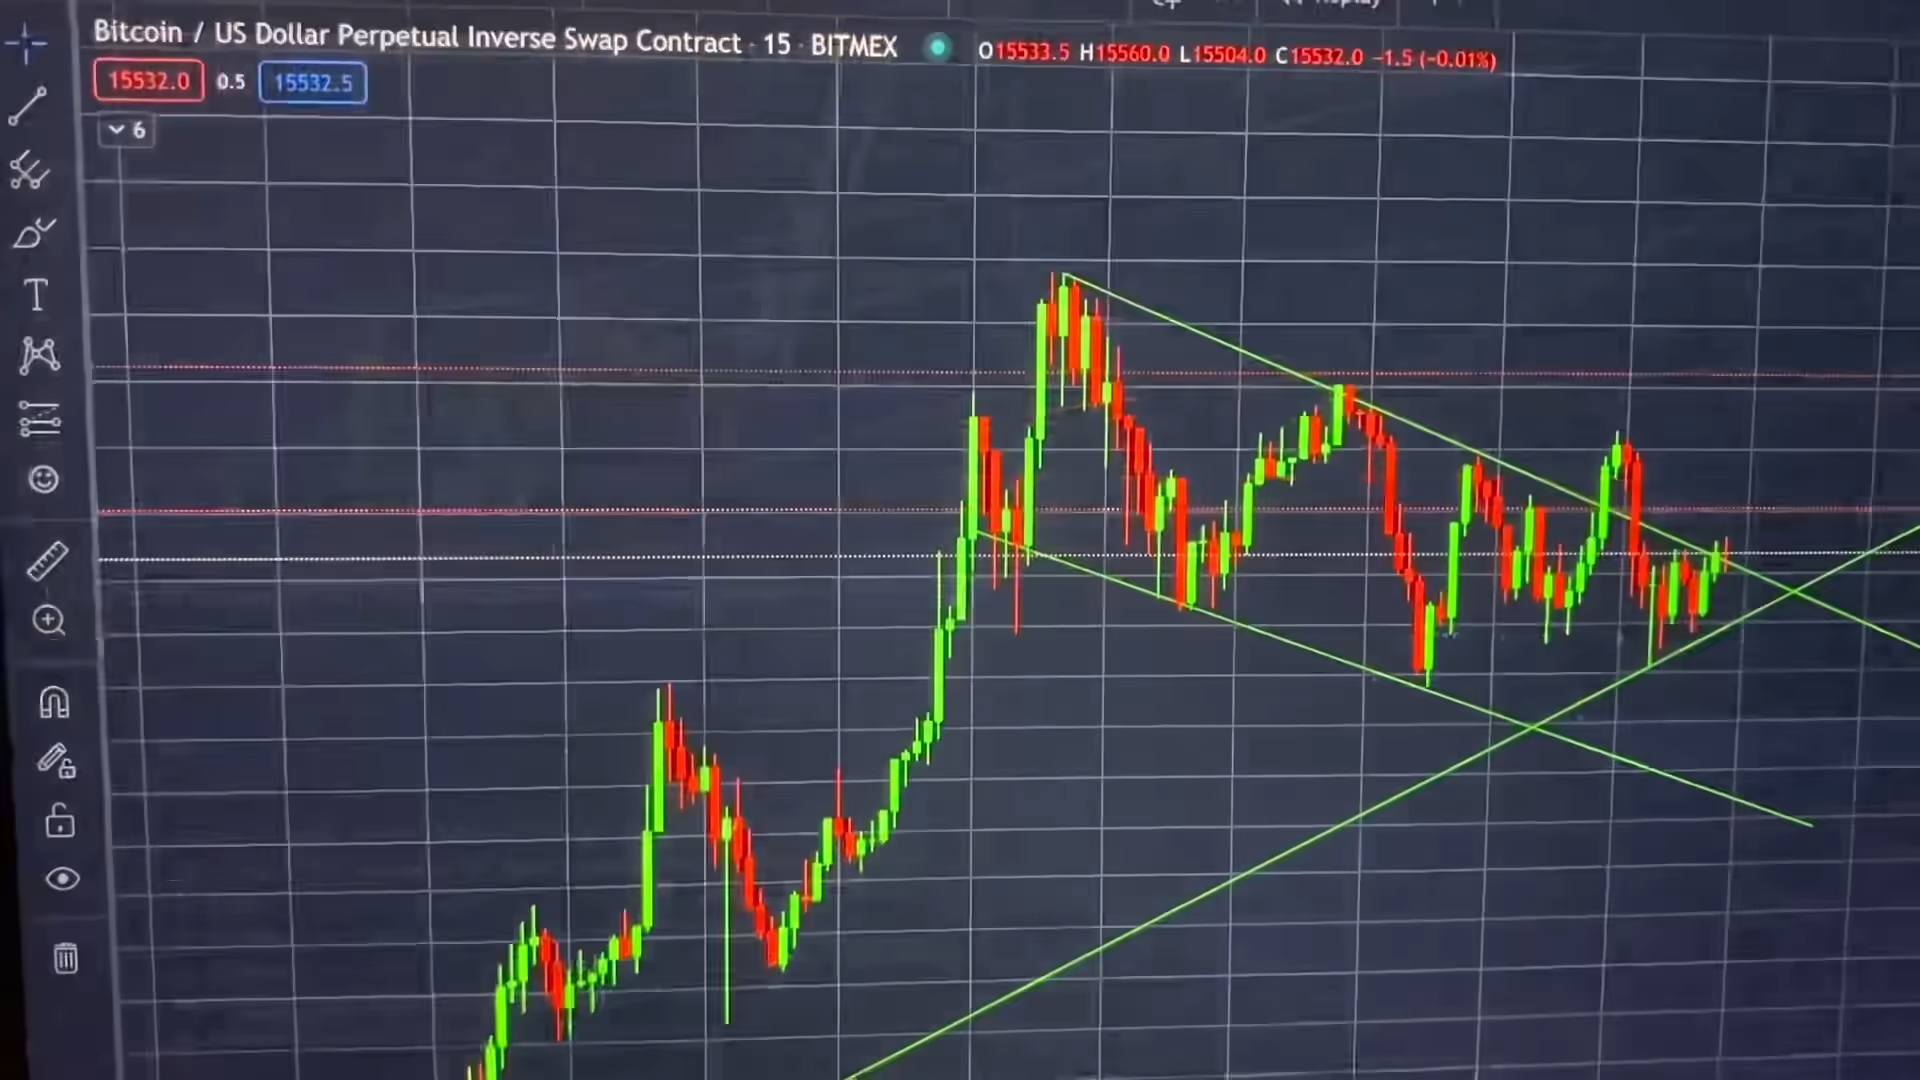 Replay
Bitcoin / US Dollar Perpetual Inverse Swap Contract · 15 · BITMEX O15533.5 H15560.0 L15504.0 C15532.0 −1.5 (−0.01%)
15532.0 0.5 15532.5
6
T